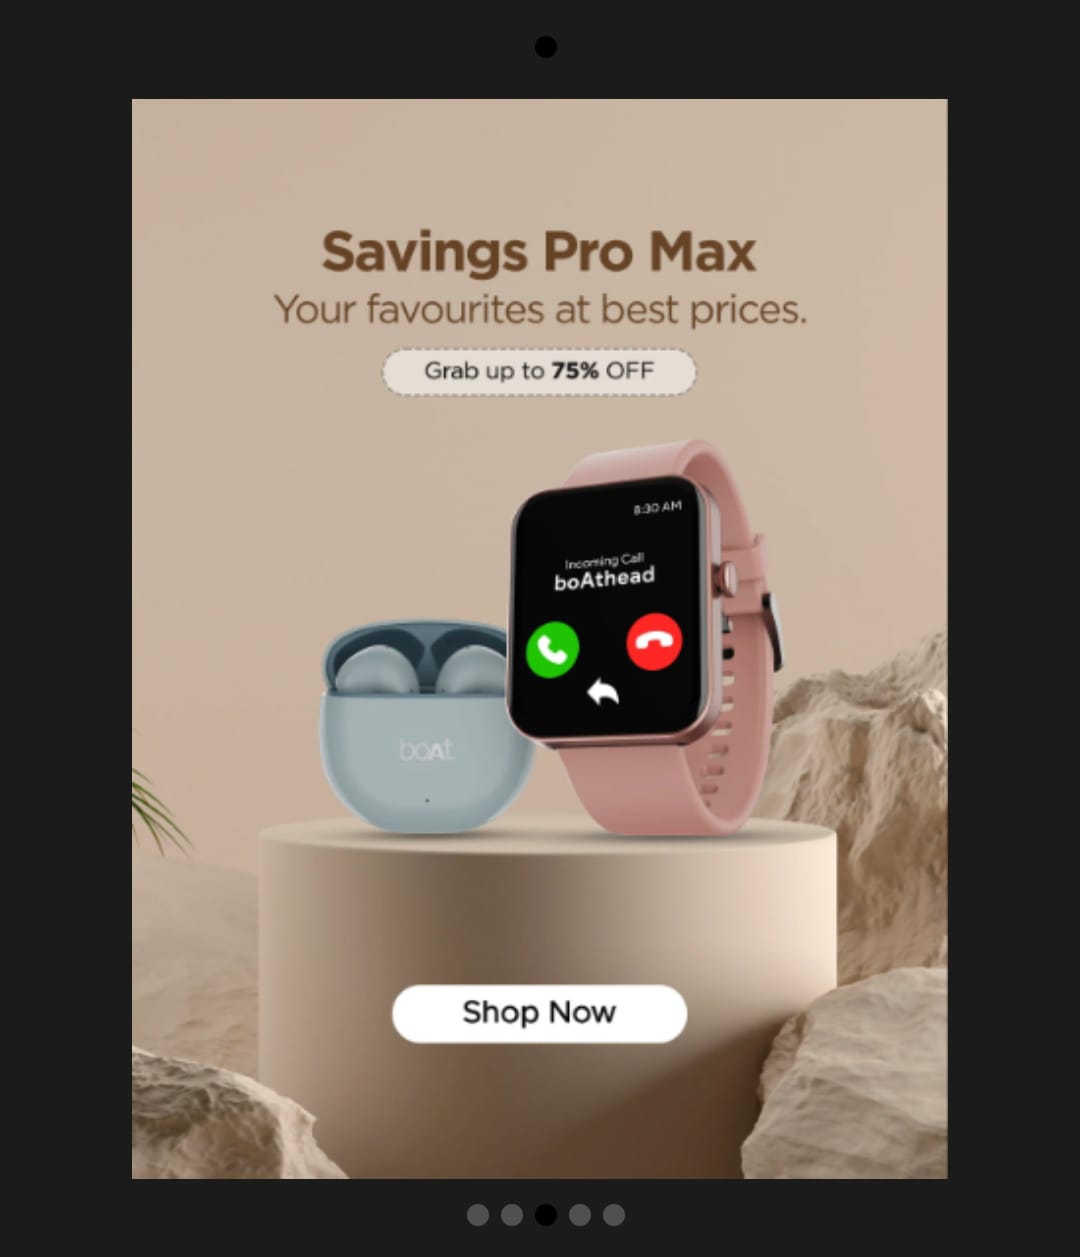 Savings Pro Max
Your favourites at best prices.
Grab up to 75% OFF
8:30 AM
Incoming Call
boAthead
boAt
Shop Now